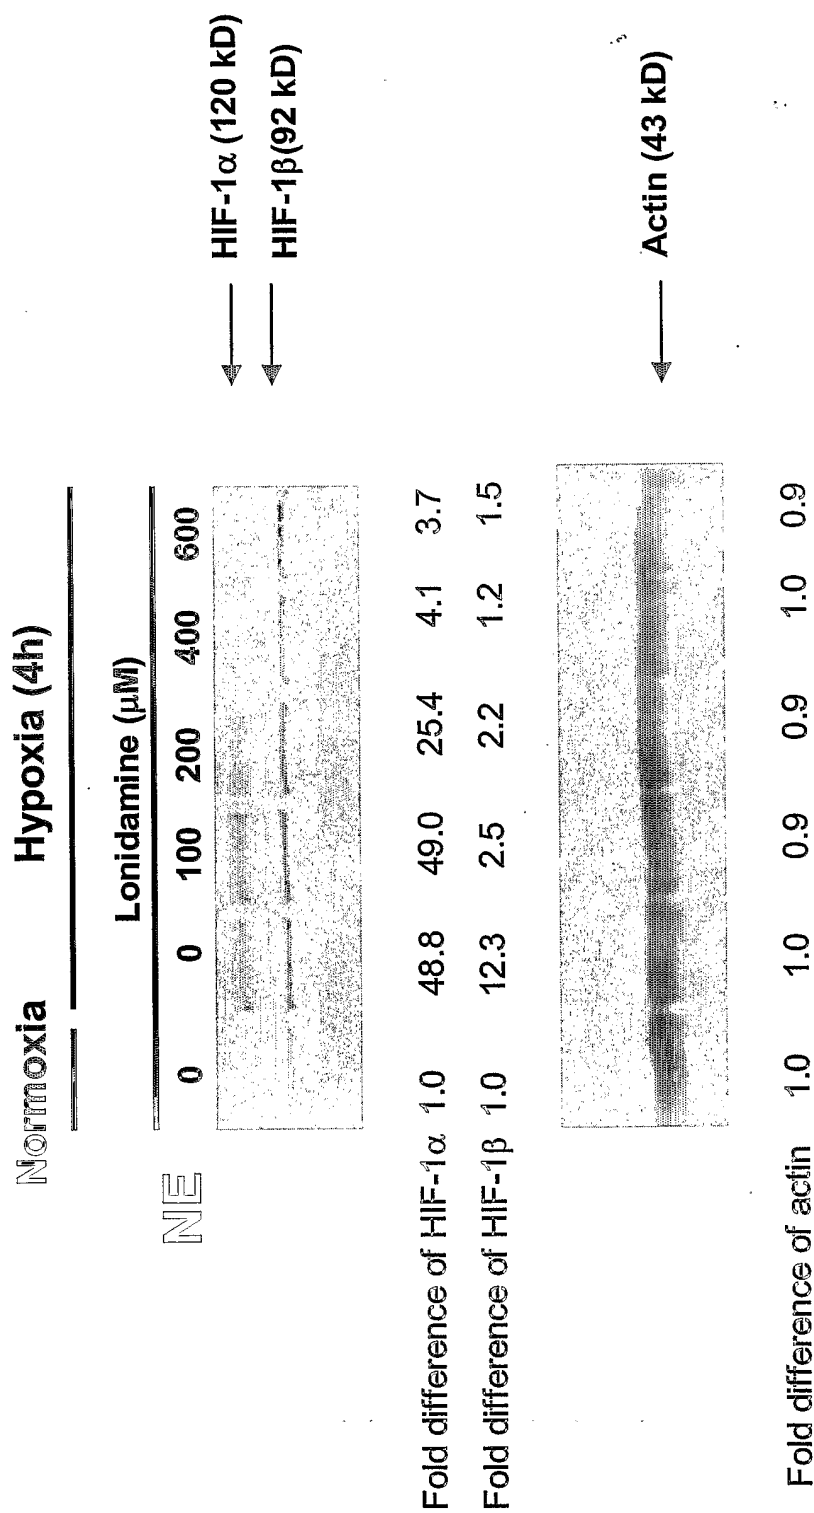 Normoxia Hypoxia (4h)
Lonidamine (μM)
NE 0 0 100 200 400 600
HIF-1α (120 kD)
HIF-1β(92 kD)
Fold difference of HIF-1α 1.0 48.8 49.0 25.4 4.1 3.7
Fold difference of HIF-1β 1.0 12.3 2.5 2.2 1.2 1.5
Actin (43 kD)
Fold difference of actin 1.0 1.0 0.9 0.9 1.0 0.9